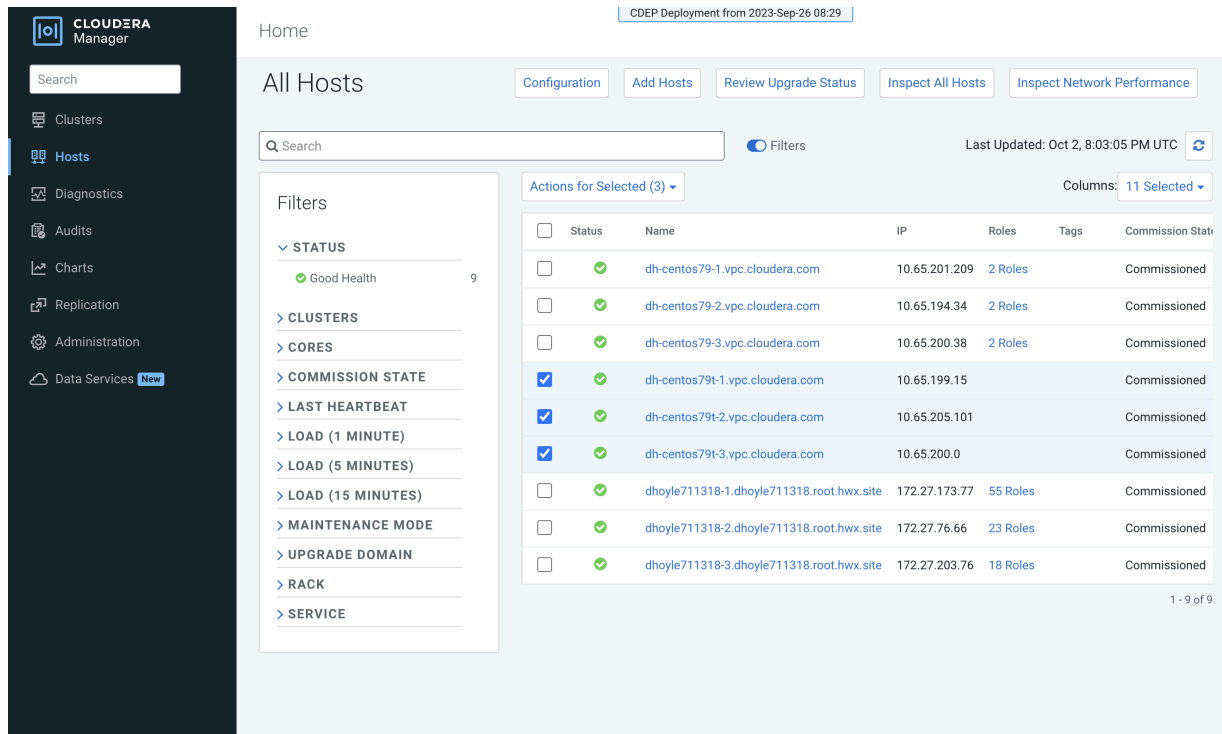 CLOUDERA
Manager
Search
Clusters
Hosts
Diagnostics
Audits
Charts
Replication
Administration
Data Services New
CDEP Deployment from 2023-Sep-26 08:29
Home
All Hosts
Configuration Add Hosts Review Upgrade Status Inspect All Hosts Inspect Network Performance
Search Filters Last Updated: Oct 2, 8:03:05 PM UTC
Filters
STATUS
Good Health 9
CLUSTERS
CORES
COMMISSION STATE
LAST HEARTBEAT
LOAD (1 MINUTE)
LOAD (5 MINUTES)
LOAD (15 MINUTES)
MAINTENANCE MODE
UPGRADE DOMAIN
RACK
SERVICE
Actions for Selected (3) Columns: 11 Selected
Status Name IP Roles Tags Commission State
dh-centos79-1.vpc.cloudera.com 10.65.201.209 2 Roles Commissioned
dh-centos79-2.vpc.cloudera.com 10.65.194.34 2 Roles Commissioned
dh-centos79-3.vpc.cloudera.com 10.65.200.38 2 Roles Commissioned
dh-centos79t-1.vpc.cloudera.com 10.65.199.15 Commissioned
dh-centos79t-2.vpc.cloudera.com 10.65.205.101 Commissioned
dh-centos79t-3.vpc.cloudera.com 10.65.200.0 Commissioned
dhoyle711318-1.dhoyle711318.root.hwx.site 172.27.173.77 55 Roles Commissioned
dhoyle711318-2.dhoyle711318.root.hwx.site 172.27.76.66 23 Roles Commissioned
dhoyle711318-3.dhoyle711318.root.hwx.site 172.27.203.76 18 Roles Commissioned
1 - 9 of 9